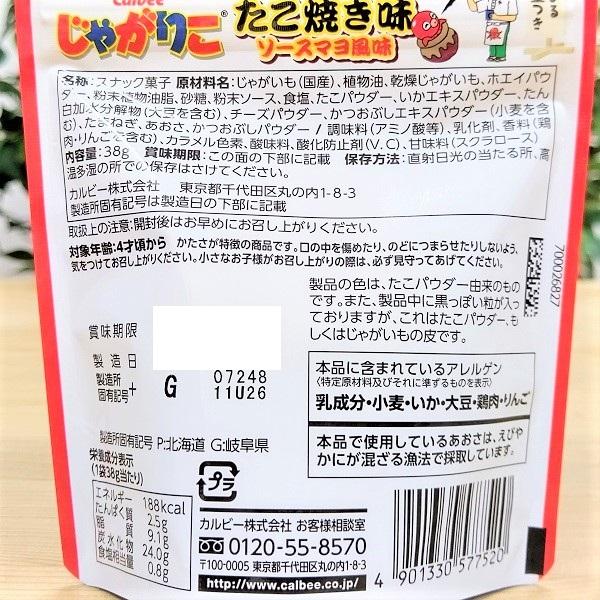 Calbee
じゃがりこ®
たこ焼き味
ソースマヨ風味
名称:スナック菓子 原材料名:じゃがいも(国産)、植物油、乾燥じゃがいも、ホエイパウ
ダー、粉末植物油脂、砂糖、粉末ソース、食塩、たこパウダー、いかエキスパウダー、たん
白加水分解物(大豆を含む)、チーズパウダー、かつおぶしエキスパウダー(小麦を含
む)、たまねぎ、あおさ、かつおぶしパウダー / 調味料(アミノ酸等)、乳化剤、香料(鶏
肉・りんごを含む)、カラメル色素、酸味料、酸化防止剤(V.C)、甘味料(スクラロース)
内容量:38g 賞味期限:この面の下部に記載 保存方法:直射日光の当たる所、高
温多湿の所での保存はさけてください。
カルビー株式会社 東京都千代田区丸の内1-8-3
製造所固有記号は製造日の下部に記載
取扱上の注意:開封後はお早めにお召し上がりください。
対象年齢:4才頃から かたさが特徴の商品です。口の中を傷めたり、のどにつまらせたりしないよう、
気をつけてお召し上がりください。小さなお子様がお召し上がりの際は、必ず見守ってあげてください。
700026827
製品の色は、たこパウダー由来のもの
です。また、製品中に黒っぽい粒が入っ
ておりますが、これはたこパウダー、も
しくはじゃがいもの皮です。
賞味期限
製造日
製造所
固有記号
+
G
07248
11U26
本品に含まれているアレルゲン
(特定原材料及びそれに準ずるものを表示)
乳成分・小麦・いか・大豆・鶏肉・りんご
本品で使用しているあおさは、えびや
かにが混ざる漁法で採取しています。
製造所固有記号 P:北海道 G:岐阜県
栄養成分表示
(1袋38g当たり)
エネルギー 188kcal
たんぱく質 2.5g
脂質 9.1g
炭水化物 24.0g
食塩相当量 0.8g
プラ
カルビー株式会社 お客様相談室
0120-55-8570
〒100-0005 東京都千代田区丸の内1-8-3
http://www.calbee.co.jp/
4 901330 577520